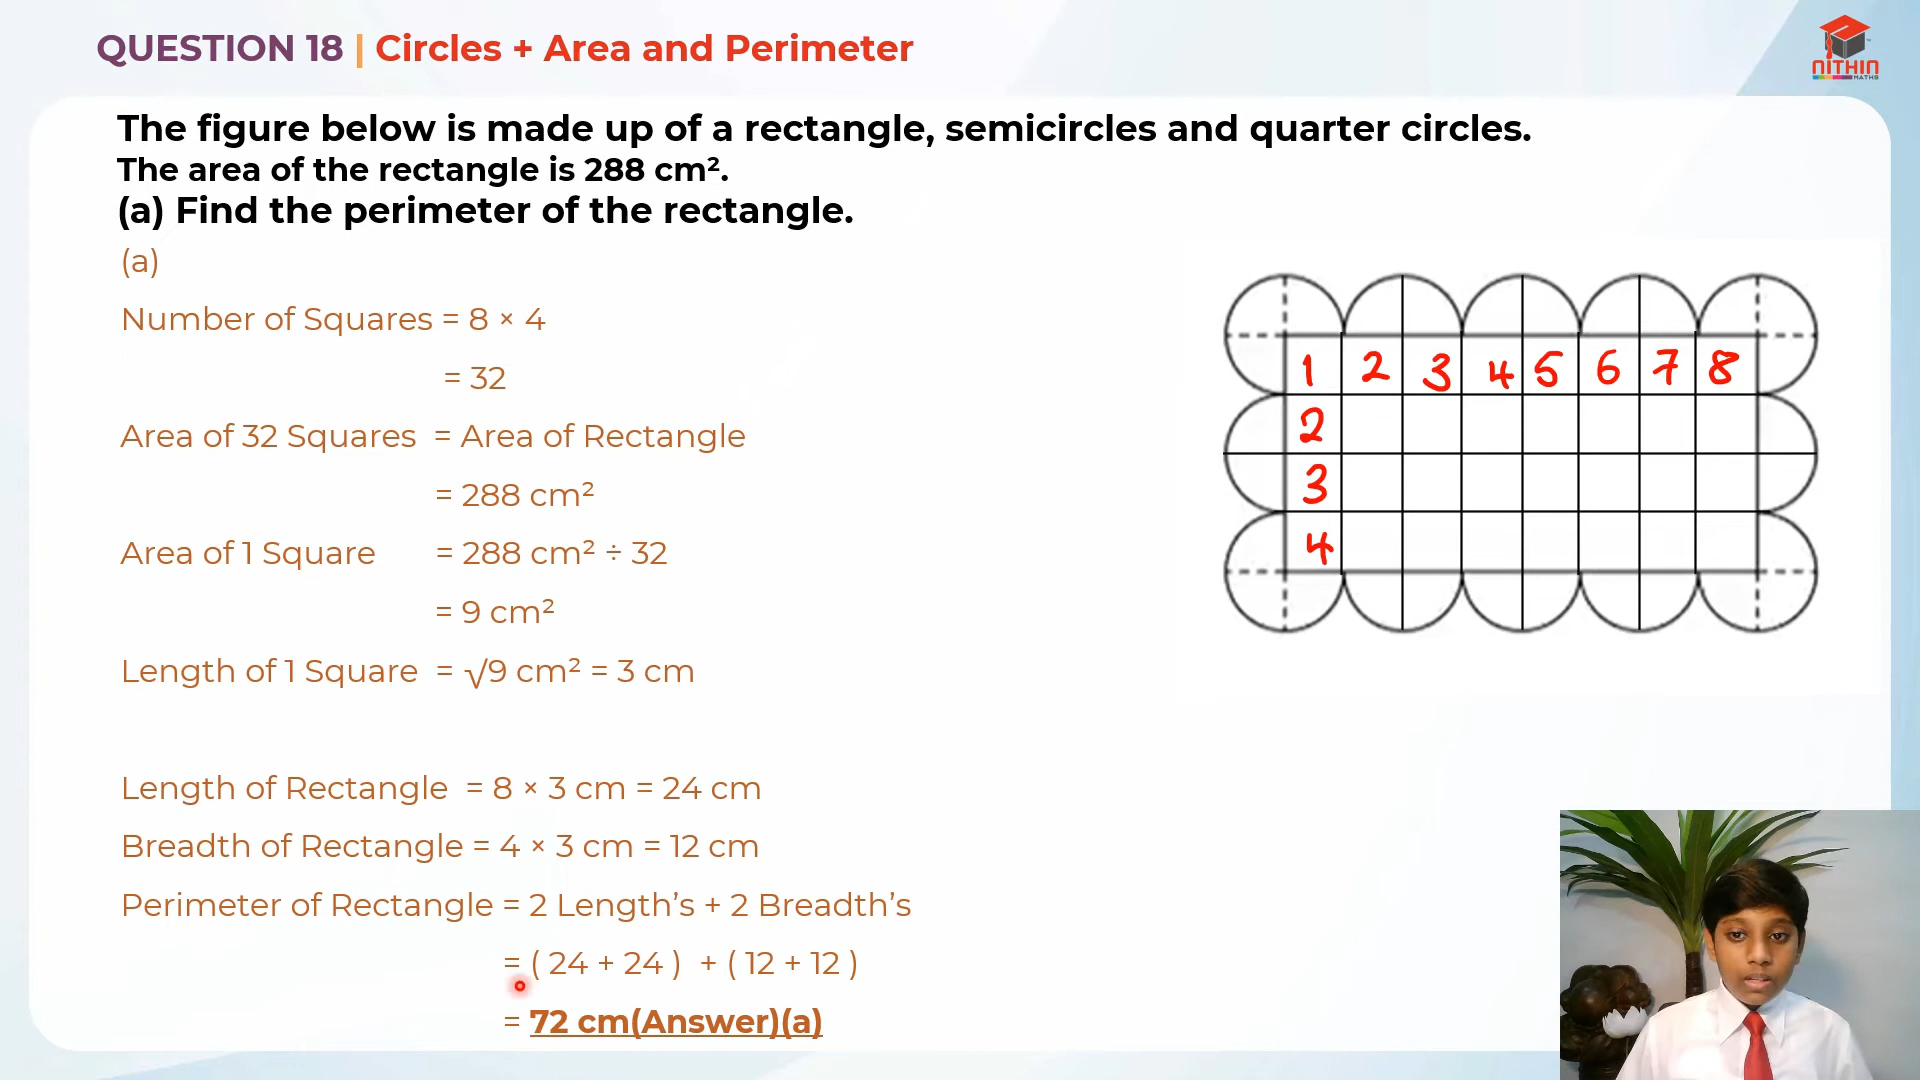 QUESTION 18 | Circles + Area and Perimeter
NITHIN
MATHS
The figure below is made up of a rectangle, semicircles and quarter circles.
The area of the rectangle is 288 cm².
(a) Find the perimeter of the rectangle.
(a)
Number of Squares = 8 × 4
= 32
Area of 32 Squares = Area of Rectangle
= 288 cm²
Area of 1 Square = 288 cm² ÷ 32
= 9 cm²
Length of 1 Square = √9 cm² = 3 cm
Length of Rectangle = 8 × 3 cm = 24 cm
Breadth of Rectangle = 4 × 3 cm = 12 cm
Perimeter of Rectangle = 2 Length’s + 2 Breadth’s
= ( 24 + 24 ) + ( 12 + 12 )
= 72 cm(Answer)(a)
1 2 3 4 5 6 7 8
2
3
4